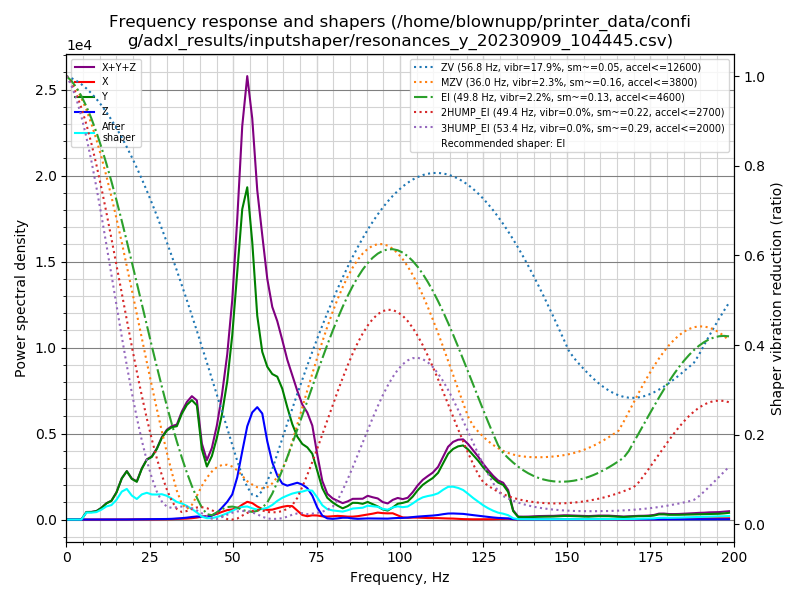 Frequency response and shapers (/home/blownupp/printer_data/confi
g/adxl_results/inputshaper/resonances_y_20230909_104445.csv)
1e4
X+Y+Z
X
Y
Z
After
shaper
ZV (56.8 Hz, vibr=17.9%, sm~=0.05, accel<=12600)
MZV (36.0 Hz, vibr=2.3%, sm~=0.16, accel<=3800)
EI (49.8 Hz, vibr=2.2%, sm~=0.13, accel<=4600)
2HUMP_EI (49.4 Hz, vibr=0.0%, sm~=0.22, accel<=2700)
3HUMP_EI (53.4 Hz, vibr=0.0%, sm~=0.29, accel<=2000)
Recommended shaper: EI
Power spectral density
2.5
2.0
1.5
1.0
0.5
0.0
1.0
0.8
0.6
0.4
0.2
0.0
Shaper vibration reduction (ratio)
0 25 50 75 100 125 150 175 200
Frequency, Hz